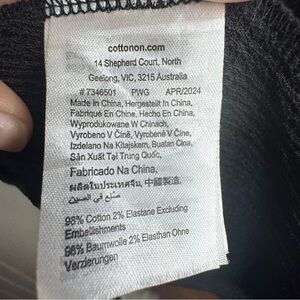 cottonon.com
14 Shepherd Court, North
Geelong, VIC, 3215 Australia
#7346501 PWG APR/2024
Made In China, Hergestellt In China,
Fabriqué En Chine, Hecho En China,
Wyprodukowane W Chinach,
Vyrobeno V Číně, Vyrobené V Číne,
Izdelano Na Kitajskem, Buatan Cina,
Sản Xuất Tại Trung Quốc,
Fabricado Na China,
ผลิตในประเทศจีน, 中國製造,
صنع في الصين
98% Cotton 2% Elastane Excluding
Embellishments
98% Baumwolle 2% Elasthan Ohne
Verzierungen